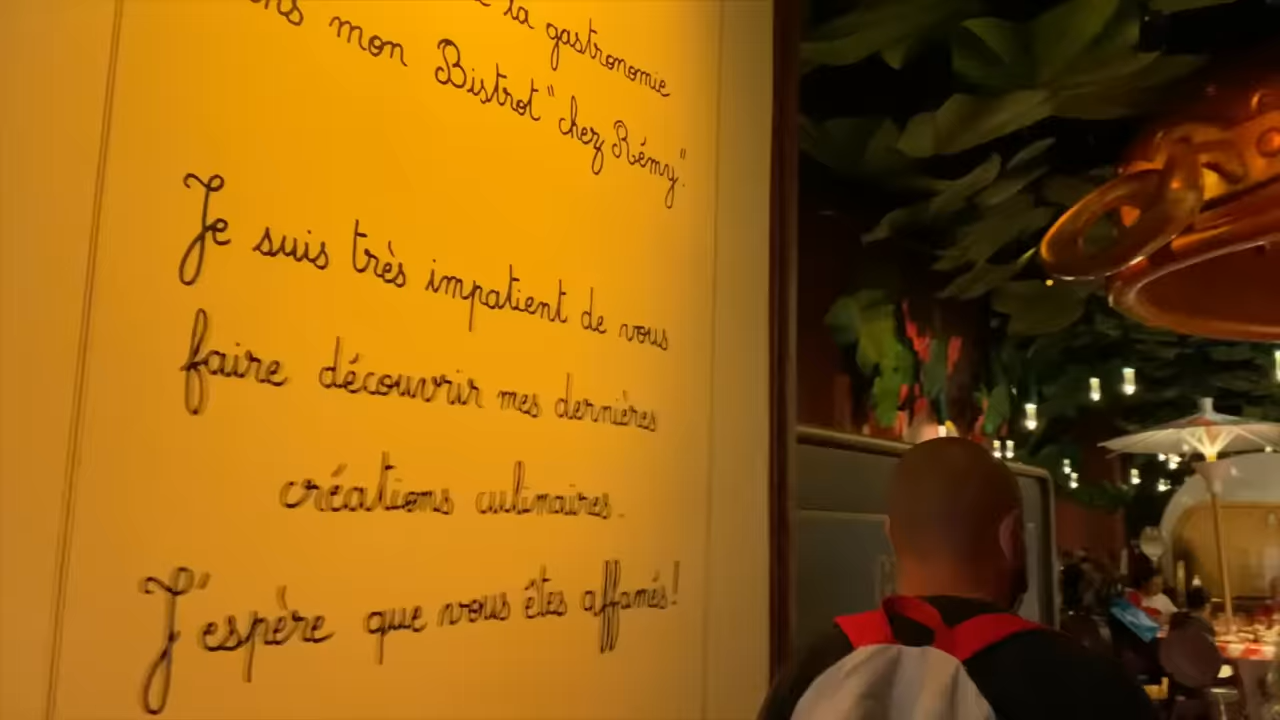 la gastronomie
mon Bistrot "chez Rémy".
Je suis très impatient de vous
faire découvrir mes dernières
créations culinaires.
J'espère que vous êtes affamés!